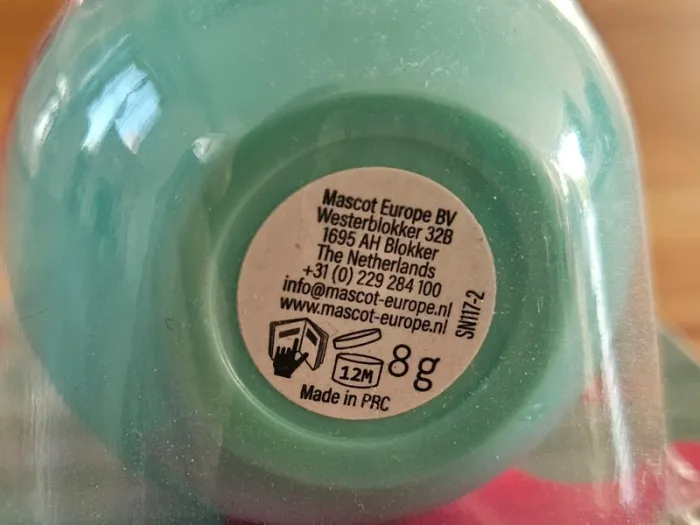 Mascot Europe BV
Westerblokker 32B
1695 AH Blokker
The Netherlands
+31 (0) 229 284 100
info@mascot-europe.nl
www.mascot-europe.nl
SN117-2
12M
8g
Made in PRC